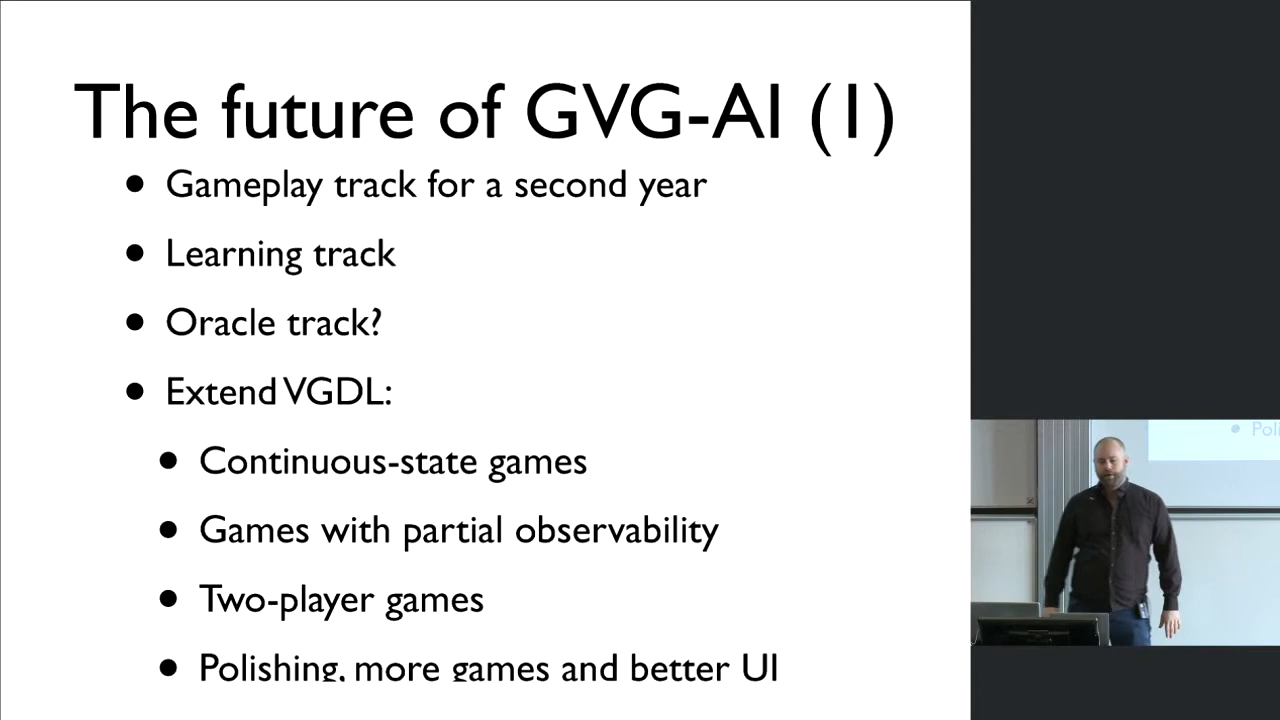 The future of GVG-AI (1)
• Gameplay track for a second year
• Learning track
• Oracle track?
• Extend VGDL:
• Continuous-state games
• Games with partial observability
• Two-player games
• Polishing, more games and better UI
• Poli